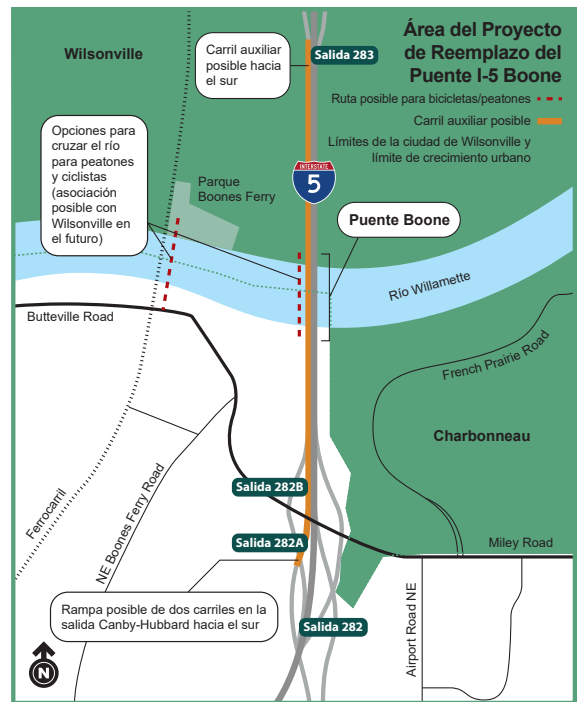 Área del Proyecto
de Reemplazo del
Puente I-5 Boone
Ruta posible para bicicletas/peatones
Carril auxiliar posible
Límites de la ciudad de Wilsonville y
límite de crecimiento urbano
Wilsonville
Carril auxiliar
posible hacia
el sur
Salida 283
Opciones para
cruzar el río
para peatones
y ciclistas
(asociación
posible con
Wilsonville en
el futuro)
Parque
Boones Ferry
INTERSTATE
5
Puente Boone
Río Willamette
Butteville Road
French Prairie Road
Charbonneau
Salida 282B
Ferrocarril
NE Boones Ferry Road
Salida 282A
Miley Road
Rampa posible de dos carriles en la
salida Canby-Hubbard hacia el sur
Salida 282
Airport Road NE
N